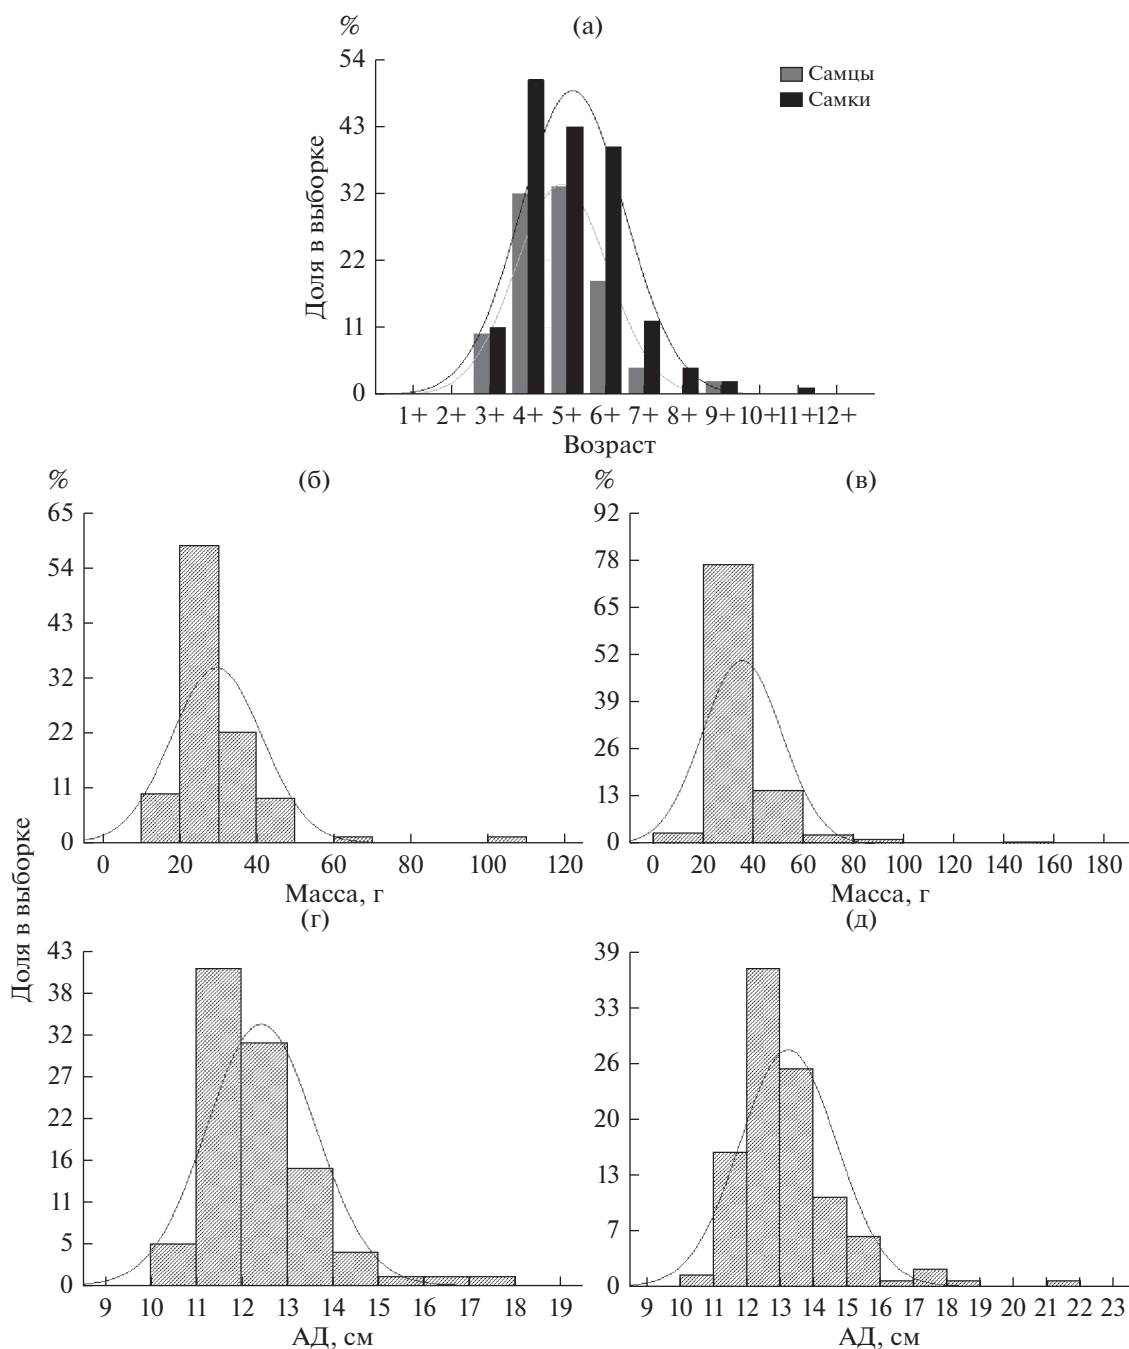 %
(а)
54
43
32
22
11
0
Доля в выборке
Самцы
Самки
1+ 2+ 3+ 4+ 5+ 6+ 7+ 8+ 9+ 10+ 11+ 12+
Возраст
%
(б)
65
54
43
32
22
11
0
0 20 40 60 80 100 120
Масса, г
%
(в)
92
78
65
52
39
26
13
0
0 20 40 60 80 100 120 140 160 180
Масса, г
Доля в выборке
(г)
43
38
32
27
22
16
11
5
0
9 10 11 12 13 14 15 16 17 18 19
АД, см
(д)
39
33
26
20
13
7
0
9 10 11 12 13 14 15 16 17 18 19 20 21 22 23
АД, см